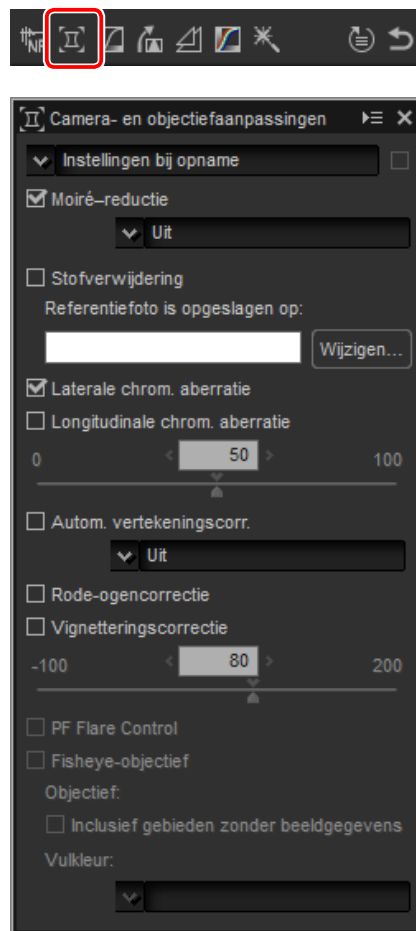 NR
Camera- en objectiefaanpassingen
Instellingen bij opname
Moiré–reductie
Uit
Stofverwijdering
Referentiefoto is opgeslagen op:
Wijzigen...
Laterale chrom. aberratie
Longitudinale chrom. aberratie
0 50 100
Autom. vertekeningscorr.
Uit
Rode-ogencorrectie
Vignetteringscorrectie
-100 80 200
PF Flare Control
Fisheye-objectief
Objectief:
Inclusief gebieden zonder beeldgegevens
Vulkleur: